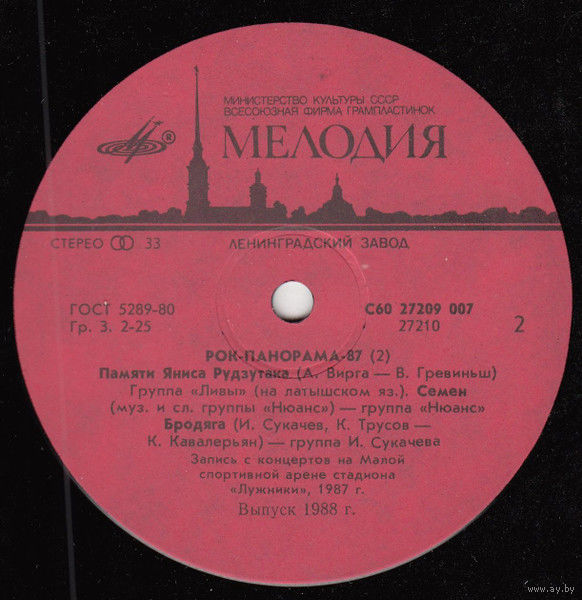 МИНИСТЕРСТВО КУЛЬТУРЫ СССР
ВСЕСОЮЗНАЯ ФИРМА ГРАМПЛАСТИНОК
® МЕЛОДИЯ
СТЕРЕО 33 ЛЕНИНГРАДСКИЙ ЗАВОД
ГОСТ 5289-80 С60 27209 007
Гр. 3. 2-25 27210 2
РОК-ПАНОРАМА-87 (2)
Памяти Яниса Рудзутака (А. Вирга — В. Гревиньш)
Группа «Ливы» (на латышском яз.). Семен
(муз. и сл. группы «Нюанс») — группа «Нюанс»
Бродяга (И. Сукачев, К. Трусов —
К. Кавалерьян) — группа И. Сукачева
Запись с концертов на Малой
спортивной арене стадиона
«Лужники», 1987 г.
Выпуск 1988 г.
www.ay.by